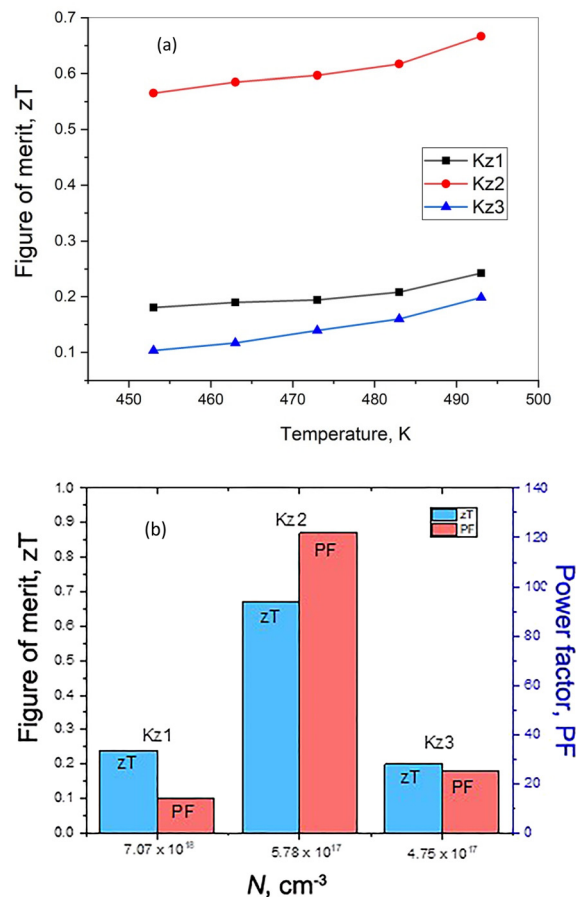 (a)
Figure of merit, zT
0.7
0.6
0.5
0.4
0.3
0.2
0.1
Kz1
Kz2
Kz3
450
460
470
480
490
500
Temperature, K
(b)
Figure of merit, zT
1.0
0.9
0.8
0.7
0.6
0.5
0.4
0.3
0.2
0.1
0.0
Kz1
zT
PF
Kz2
zT
PF
Kz3
zT
PF
zT
PF
140
120
100
80
60
40
20
0
Power factor, PF
7.07 x 10¹⁸
5.78 x 10¹⁷
4.75 x 10¹⁷
N, cm⁻³